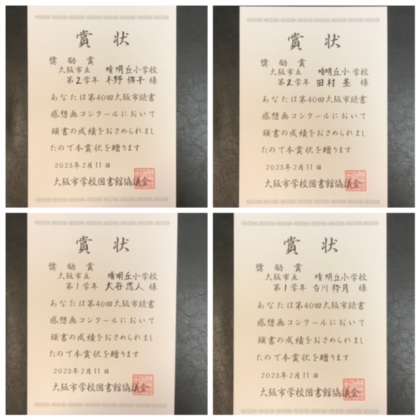 賞状
奨励賞
大阪市立 晴明丘小学校
第2学年 様
あなたは第40回大阪市読書
感想画コンクールにおいて
頭書の成績をおさめられまし
たので本賞状を贈ります
2023年2月11日
大阪市学校図書館協議会
賞状
奨励賞
大阪市立 晴明丘小学校
第2学年 田村 基 様
あなたは第40回大阪市読書
感想画コンクールにおいて
頭書の成績をおさめられまし
たので本賞状を贈ります
2023年2月11日
大阪市学校図書館協議会
賞状
奨励賞
大阪市立 晴明丘小学校
第1学年 大谷 人 様
あなたは第40回大阪市読書
感想画コンクールにおいて
頭書の成績をおさめられまし
たので本賞状を贈ります
2023年2月11日
大阪市学校図書館協議会
賞状
奨励賞
大阪市立 晴明丘小学校
第1学年 様
あなたは第40回大阪市読書
感想画コンクールにおいて
頭書の成績をおさめられまし
たので本賞状を贈ります
2023年2月11日
大阪市学校図書館協議会